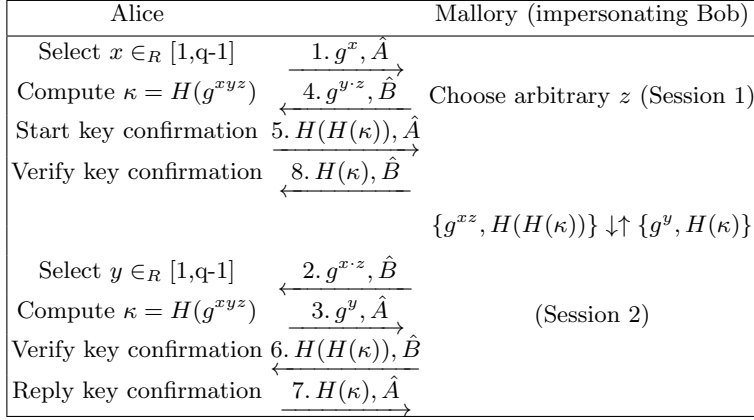 Alice Mallory (impersonating Bob)
Select x ∈_R [1,q-1] 1. g^x, Â
Compute κ = H(g^{xyz}) 4. g^{y·z}, B̂ Choose arbitrary z (Session 1)
Start key confirmation 5. H(H(κ)), Â
Verify key confirmation 8. H(κ), B̂
{g^{xz}, H(H(κ))} ↓↑ {g^y, H(κ)}
Select y ∈_R [1,q-1] 2. g^{x·z}, B̂
Compute κ = H(g^{xyz}) 3. g^y, Â (Session 2)
Verify key confirmation 6. H(H(κ)), B̂
Reply key confirmation 7. H(κ), Â